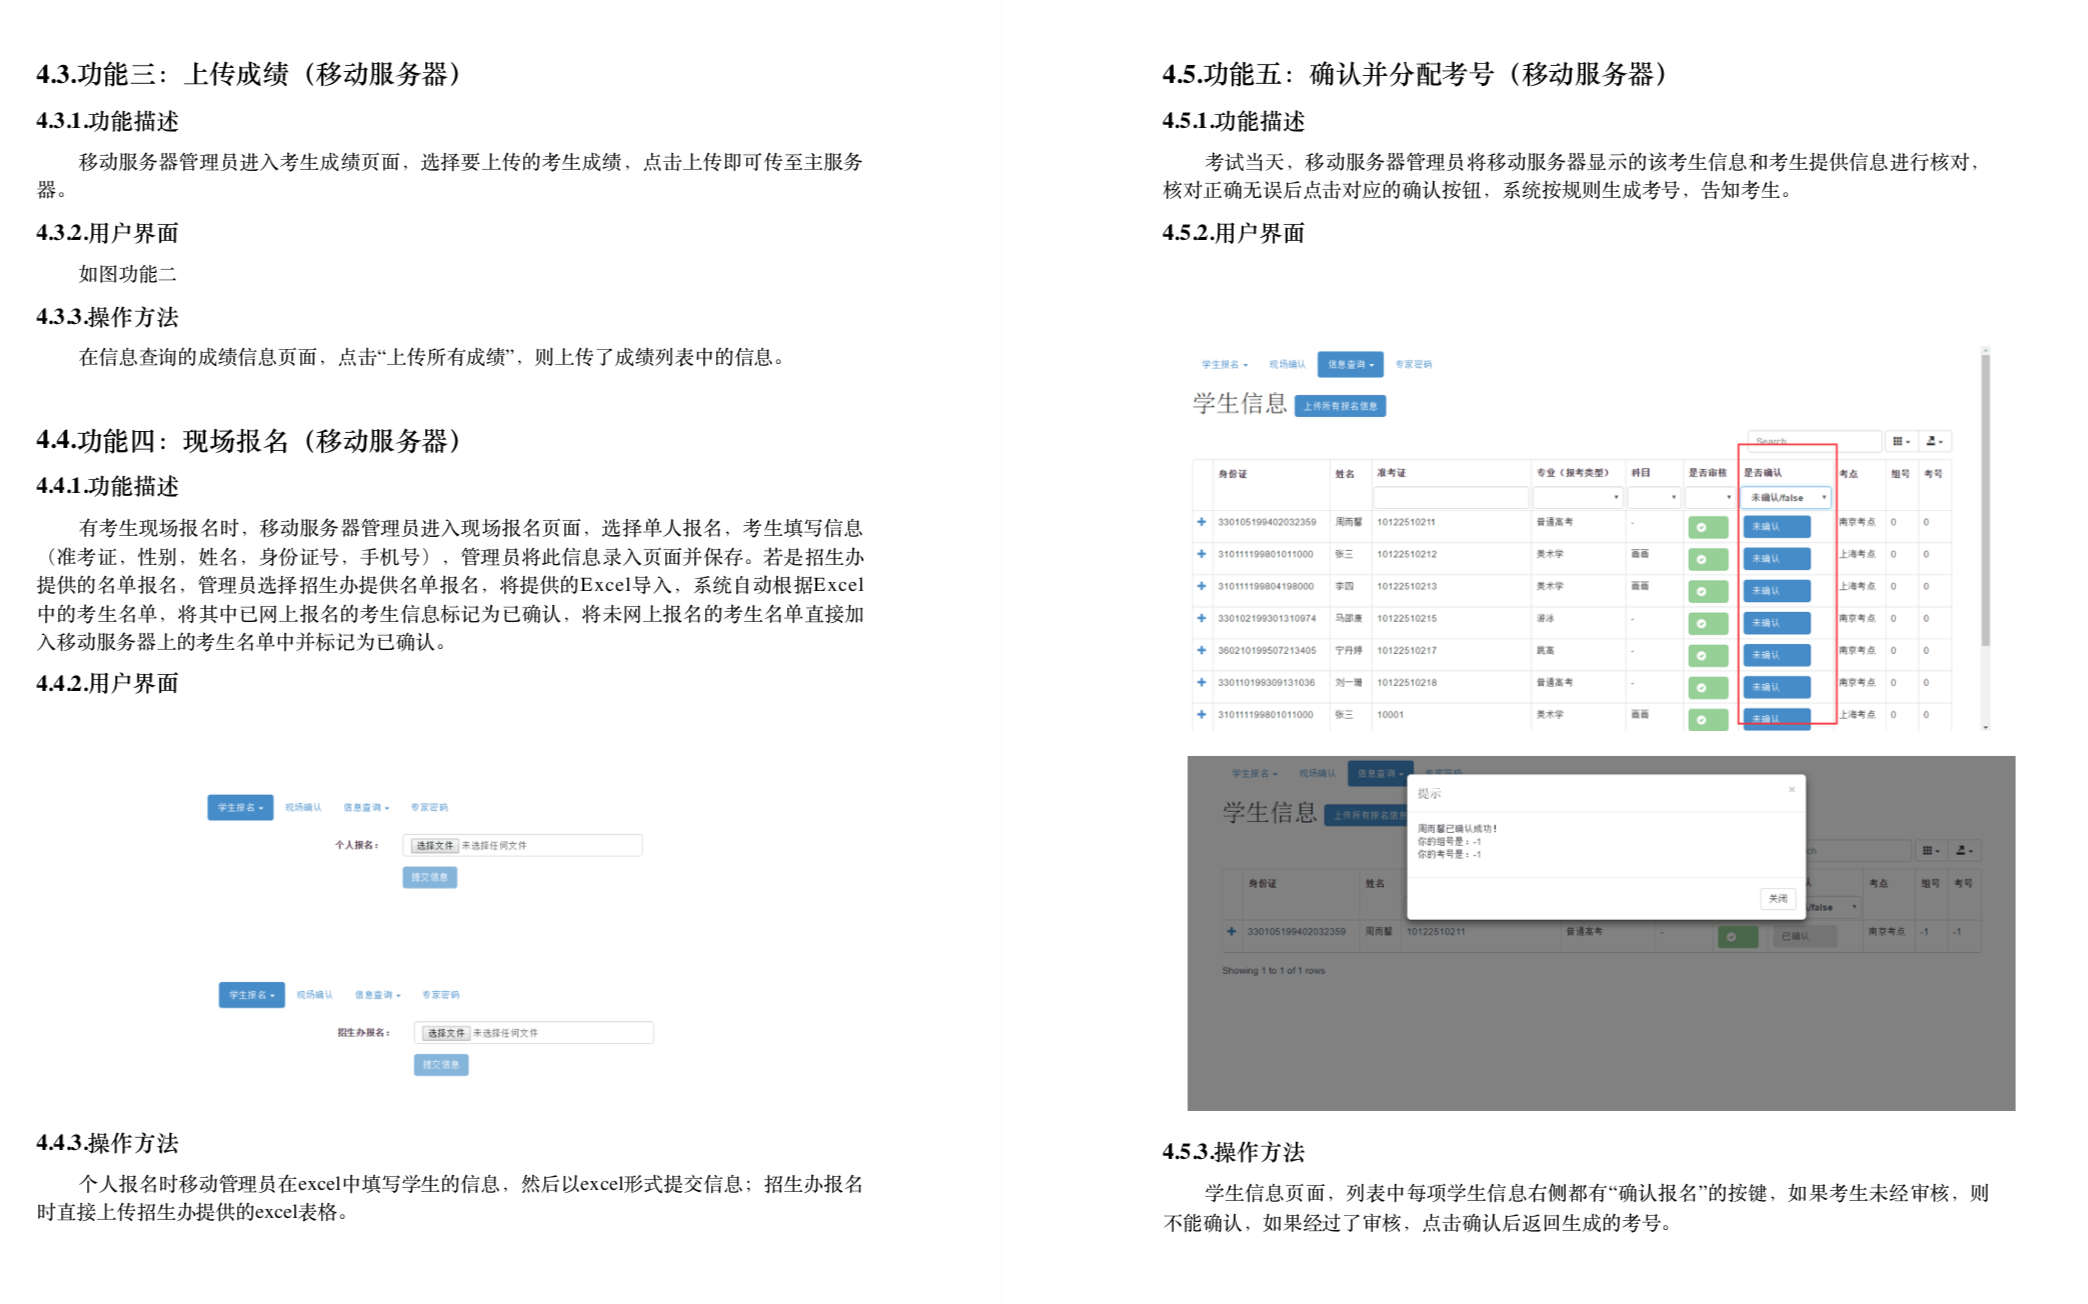 4.3.功能三：上传成绩（移动服务器）
4.3.1.功能描述
移动服务器管理员进入考生成绩页面，选择要上传的考生成绩，点击上传即可传至主服务
器。
4.3.2.用户界面
如图功能二
4.3.3.操作方法
在信息查询的成绩信息页面，点击“上传所有成绩”，则上传了成绩列表中的信息。
4.4.功能四：现场报名（移动服务器）
4.4.1.功能描述
有考生现场报名时，移动服务器管理员进入现场报名页面，选择单人报名，考生填写信息
（准考证，性别，姓名，身份证号，手机号），管理员将此信息录入页面并保存。若是招生办
提供的名单报名，管理员选择招生办提供名单报名，将提供的Excel导入，系统自动根据Excel
中的考生名单，将其中已网上报名的考生信息标记为已确认，将未网上报名的考生名单直接加
入移动服务器上的考生名单中并标记为已确认。
4.4.2.用户界面
学生报名 现场确认 信息查询 专家密码
个人报名： 选择文件 未选择任何文件
提交信息
学生报名 现场确认 信息查询 专家密码
招生办报名： 选择文件 未选择任何文件
提交信息
4.4.3.操作方法
个人报名时移动管理员在excel中填写学生的信息，然后以excel形式提交信息；招生办报名
时直接上传招生办提供的excel表格。
4.5.功能五：确认并分配考号（移动服务器）
4.5.1.功能描述
考试当天，移动服务器管理员将移动服务器显示的该考生信息和考生提供信息进行核对，
核对正确无误后点击对应的确认按钮，系统按规则生成考号，告知考生。
4.5.2.用户界面
学生报名 现场确认 信息查询 专家密码
学生信息 上传所有报名信息
Search
身份证 姓名 准考证 专业（报考类型） 科目 是否审核 是否确认 考点 组号 考号
未确认/false
330105199402032359 周雨馨 10122510211 普通高考 - 未确认 南京考点 0 0
310111199801011000 张三 10122510212 美术学 画画 未确认 上海考点 0 0
310111199804198000 李四 10122510213 美术学 画画 未确认 上海考点 0 0
330102199301310974 马邵康 10122510215 游泳 - 未确认 南京考点 0 0
360210199507213405 宁丹婷 10122510217 跳高 - 未确认 南京考点 0 0
330110199309131036 刘一珊 10122510218 普通高考 - 未确认 南京考点 0 0
310111199801011000 张三 10001 美术学 画画 未确认 上海考点 0 0
学生报名 现场确认 信息查询 专家密码
提示 ×
学生信息 上传所有报名信息
周雨馨已确认成功！
你的组号是：-1
你的考号是：-1
ch
身份证 姓名 考点 组号 考号
关闭
/false
330105199402032359 周雨馨 10122510211 普通高考 - 已确认 南京考点 -1 -1
Showing 1 to 1 of 1 rows
4.5.3.操作方法
学生信息页面，列表中每项学生信息右侧都有“确认报名”的按键，如果考生未经审核，则
不能确认，如果经过了审核，点击确认后返回生成的考号。